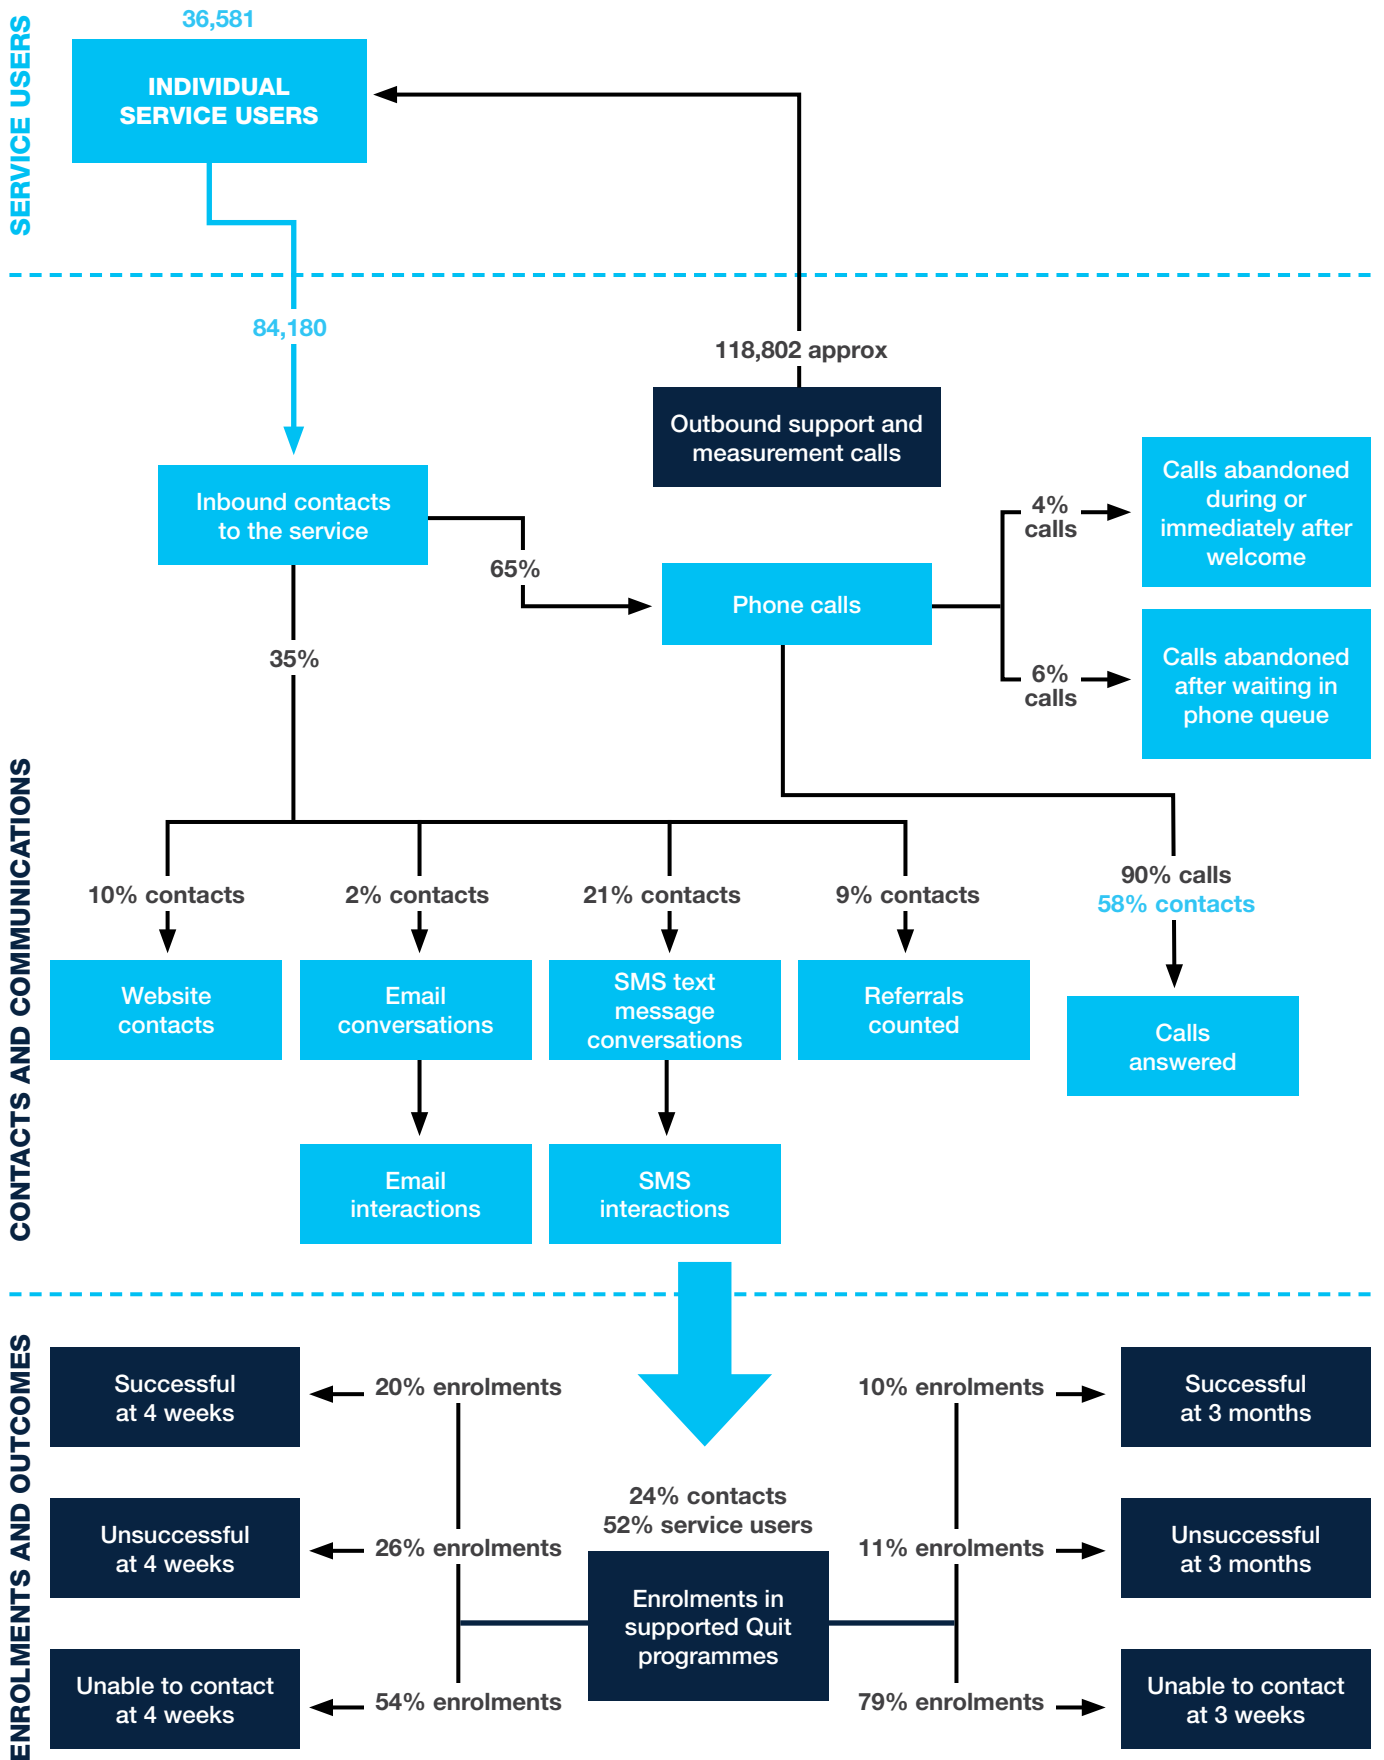 SERVICE USERS
36,581
INDIVIDUAL
SERVICE USERS
84,180
118,802 approx
Outbound support and
measurement calls
CONTACTS AND COMMUNICATIONS
Inbound contacts
to the service
65%
35%
Phone calls
4%
calls
Calls abandoned
during or
immediately after
welcome
6%
calls
Calls abandoned
after waiting in
phone queue
10% contacts
2% contacts
21% contacts
9% contacts
90% calls
58% contacts
Website
contacts
Email
conversations
SMS text
message
conversations
Referrals
counted
Calls
answered
Email
interactions
SMS
interactions
ENROLMENTS AND OUTCOMES
Successful
at 4 weeks
20% enrolments
10% enrolments
Successful
at 3 months
24% contacts
52% service users
Unsuccessful
at 4 weeks
26% enrolments
11% enrolments
Unsuccessful
at 3 months
Enrolments in
supported Quit
programmes
Unable to contact
at 4 weeks
54% enrolments
79% enrolments
Unable to contact
at 3 weeks